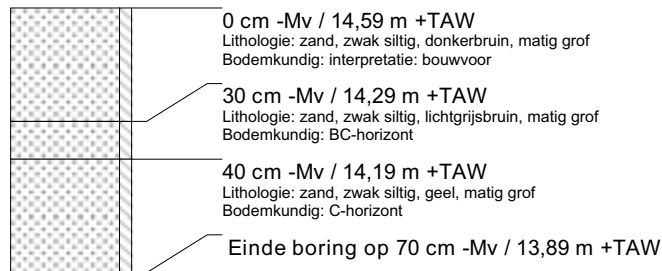 0 cm -Mv / 14,59 m +TAW
Lithologie: zand, zwak siltig, donkerbruin, matig grof
Bodemkundig: interpretatie: bouwvoor
30 cm -Mv / 14,29 m +TAW
Lithologie: zand, zwak siltig, lichtgrijsbruin, matig grof
Bodemkundig: BC-horizont
40 cm -Mv / 14,19 m +TAW
Lithologie: zand, zwak siltig, geel, matig grof
Bodemkundig: C-horizont
Einde boring op 70 cm -Mv / 13,89 m +TAW